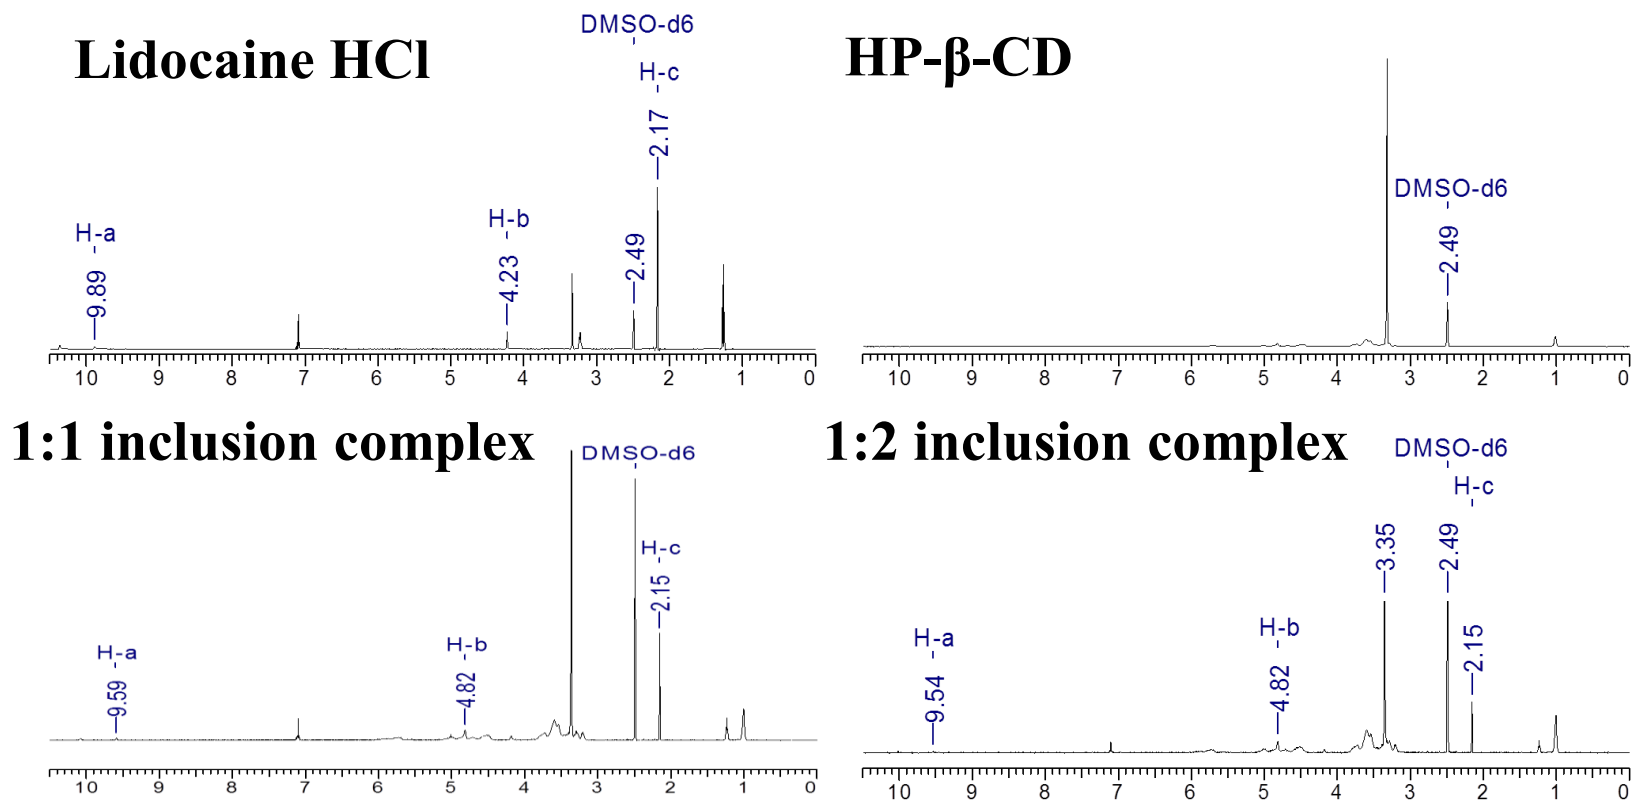 Lidocaine HCl
DMSO-d6
H-c
2.17
H-a
9.89
H-b
4.23
2.49
10 9 8 7 6 5 4 3 2 1 0
HP-β-CD
DMSO-d6
2.49
10 9 8 7 6 5 4 3 2 1 0
1:1 inclusion complex
DMSO-d6
H-c
2.15
H-a
9.59
H-b
4.82
10 9 8 7 6 5 4 3 2 1 0
1:2 inclusion complex
DMSO-d6
H-c
3.35
2.49
2.15
H-a
9.54
H-b
4.82
10 9 8 7 6 5 4 3 2 1 0